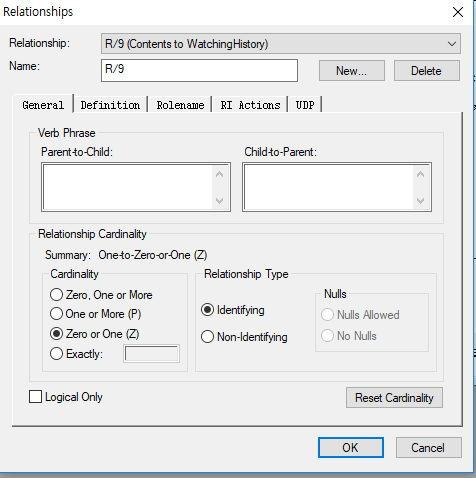 Relationships
Relationship: R/9 (Contents to WatchingHistory)
Name: R/9 New... Delete
General Definition Rolename RI Actions UDP
Verb Phrase
Parent-to-Child: Child-to-Parent:
Relationship Cardinality
Summary: One-to-Zero-or-One (Z)
Cardinality Relationship Type
Zero, One or More Nulls
Identifying Nulls Allowed
One or More (P)
Zero or One (Z) Non-Identifying No Nulls
Exactly:
Logical Only Reset Cardinality
OK Cancel